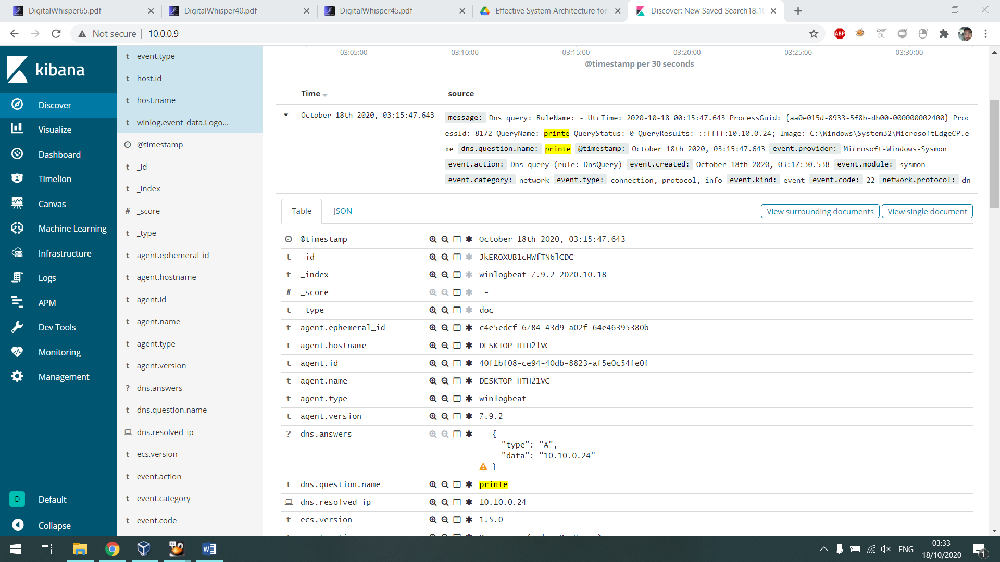 DigitalWhisper65.pdf
DigitalWhisper40.pdf
DigitalWhisper45.pdf
Effective System Architecture for
Discover: New Saved Search18.10
Not secure
10.0.0.9
ABP
Zoom
DL
kibana
Discover
Visualize
Dashboard
Timelion
Canvas
Machine Learning
Infrastructure
Logs
APM
Dev Tools
Monitoring
Management
D Default
Collapse
t event.type
t host.id
t host.name
t winlog.event_data.Logo...
@timestamp
t _id
t _index
# _score
t _type
t agent.ephemeral_id
t agent.hostname
t agent.id
t agent.name
t agent.type
t agent.version
? dns.answers
t dns.question.name
dns.resolved_ip
t ecs.version
t event.action
t event.category
t event.code
03:05:00 03:10:00 03:15:00 03:20:00 03:25:00 03:30:00
@timestamp per 30 seconds
Time _source
October 18th 2020, 03:15:47.643
message: Dns query: RuleName: - UtcTime: 2020-10-18 00:15:47.643 ProcessGuid: {aa0e015d-8933-5f8b-db00-000000002400} Proc
essId: 8172 QueryName: printe QueryStatus: 0 QueryResults: ::ffff:10.10.0.24; Image: C:\Windows\System32\MicrosoftEdgeCP.e
xe dns.question.name: printe @timestamp: October 18th 2020, 03:15:47.643 event.provider: Microsoft-Windows-Sysmon
event.action: Dns query (rule: DnsQuery) event.created: October 18th 2020, 03:17:30.538 event.module: sysmon
event.category: network event.type: connection, protocol, info event.kind: event event.code: 22 network.protocol: dn
Table JSON
View surrounding documents View single document
@timestamp October 18th 2020, 03:15:47.643
t _id JkEROXUB1cHWfTN6lCDC
t _index winlogbeat-7.9.2-2020.10.18
# _score -
t _type doc
t agent.ephemeral_id c4e5edcf-6784-43d9-a02f-64e46395380b
t agent.hostname DESKTOP-HTH21VC
t agent.id 40f1bf08-ce94-40db-8823-af5e0c54fe0f
t agent.name DESKTOP-HTH21VC
t agent.type winlogbeat
t agent.version 7.9.2
? dns.answers {
"type": "A",
"data": "10.10.0.24"
}
t dns.question.name printe
dns.resolved_ip 10.10.0.24
t ecs.version 1.5.0
64
ENG
03:33
18/10/2020
1